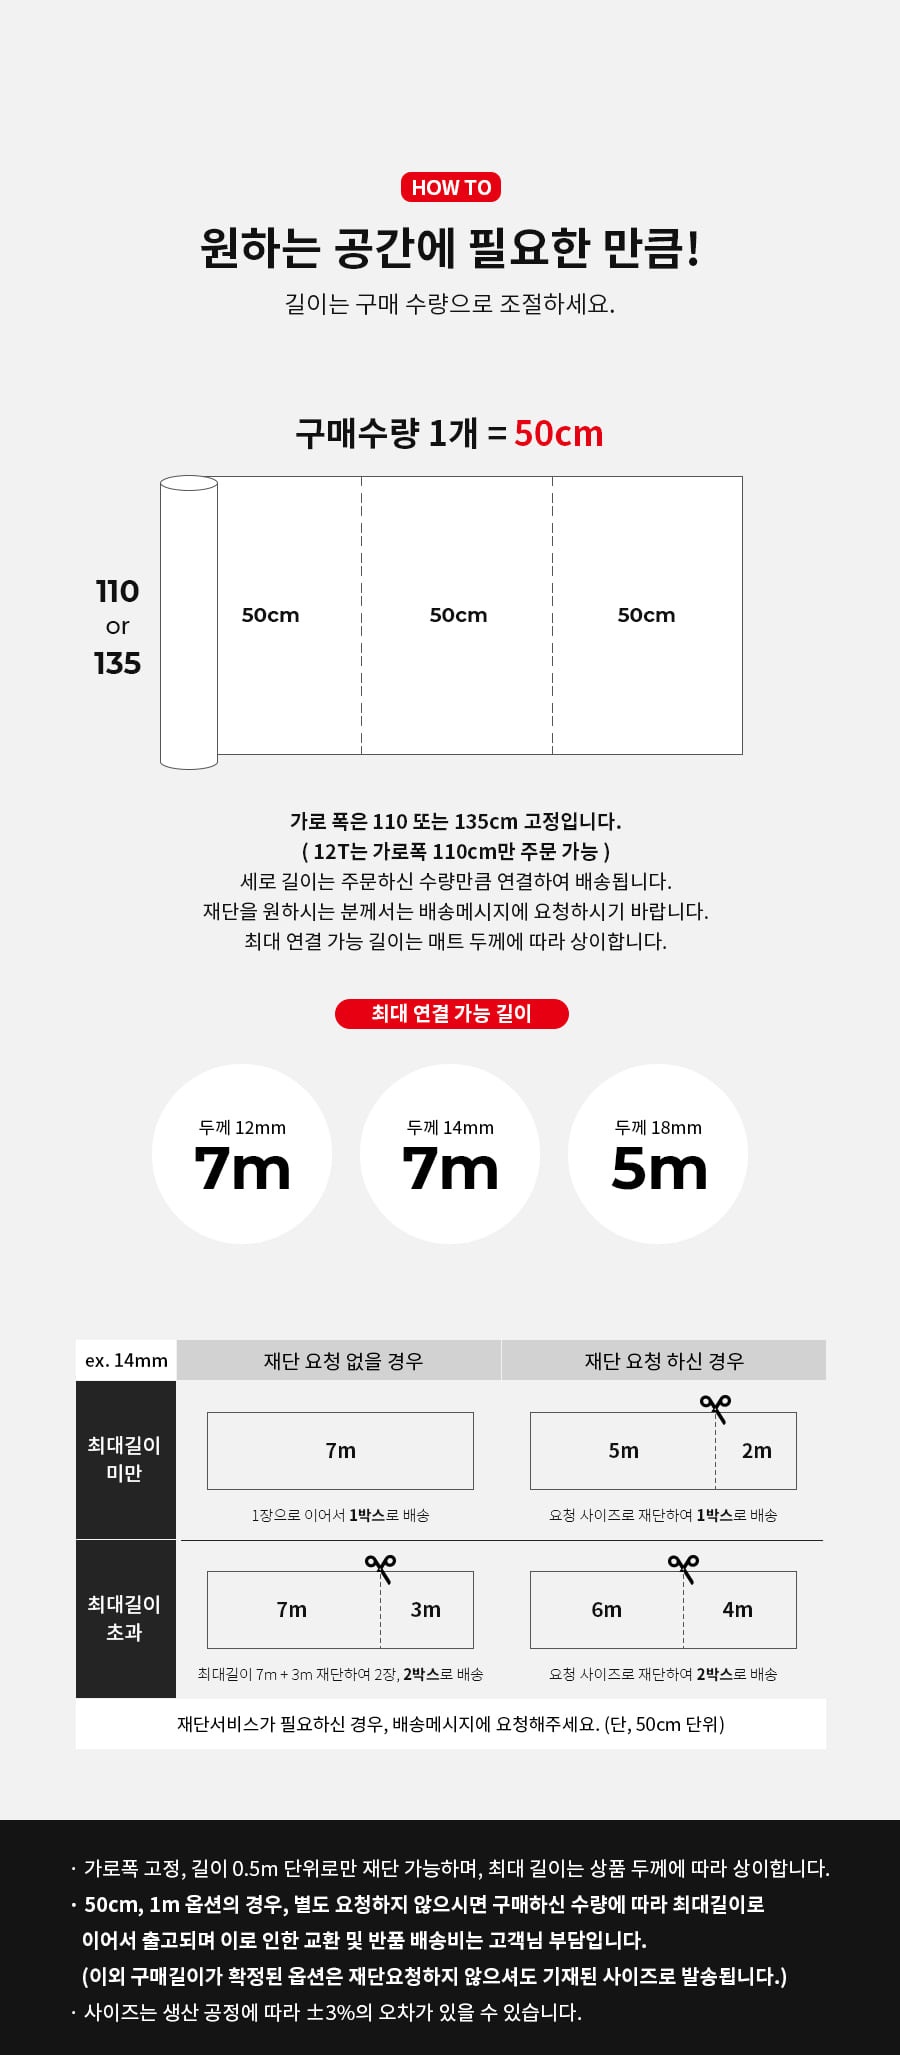 HOW TO
원하는 공간에 필요한 만큼!
길이는 구매 수량으로 조절하세요.
구매수량 1개 = 50cm
110
or
135
50cm
50cm
50cm
가로 폭은 110 또는 135cm 고정입니다.
( 12T는 가로폭 110cm만 주문 가능 )
세로 길이는 주문하신 수량만큼 연결하여 배송됩니다.
재단을 원하시는 분께서는 배송메시지에 요청하시기 바랍니다.
최대 연결 가능 길이는 매트 두께에 따라 상이합니다.
최대 연결 가능 길이
두께 12mm
7m
두께 14mm
7m
두께 18mm
5m
ex. 14mm
재단 요청 없을 경우
재단 요청 하신 경우
최대길이
미만
7m
1장으로 이어서 1박스로 배송
5m
2m
요청 사이즈로 재단하여 1박스로 배송
최대길이
초과
7m
3m
최대길이 7m + 3m 재단하여 2장, 2박스로 배송
6m
4m
요청 사이즈로 재단하여 2박스로 배송
재단서비스가 필요하신 경우, 배송메시지에 요청해주세요. (단, 50cm 단위)
· 가로폭 고정, 길이 0.5m 단위로만 재단 가능하며, 최대 길이는 상품 두께에 따라 상이합니다.
· 50cm, 1m 옵션의 경우, 별도 요청하지 않으시면 구매하신 수량에 따라 최대길이로
이어서 출고되며 이로 인한 교환 및 반품 배송비는 고객님 부담입니다.
(이외 구매길이가 확정된 옵션은 재단요청하지 않으셔도 기재된 사이즈로 발송됩니다.)
· 사이즈는 생산 공정에 따라 ±3%의 오차가 있을 수 있습니다.